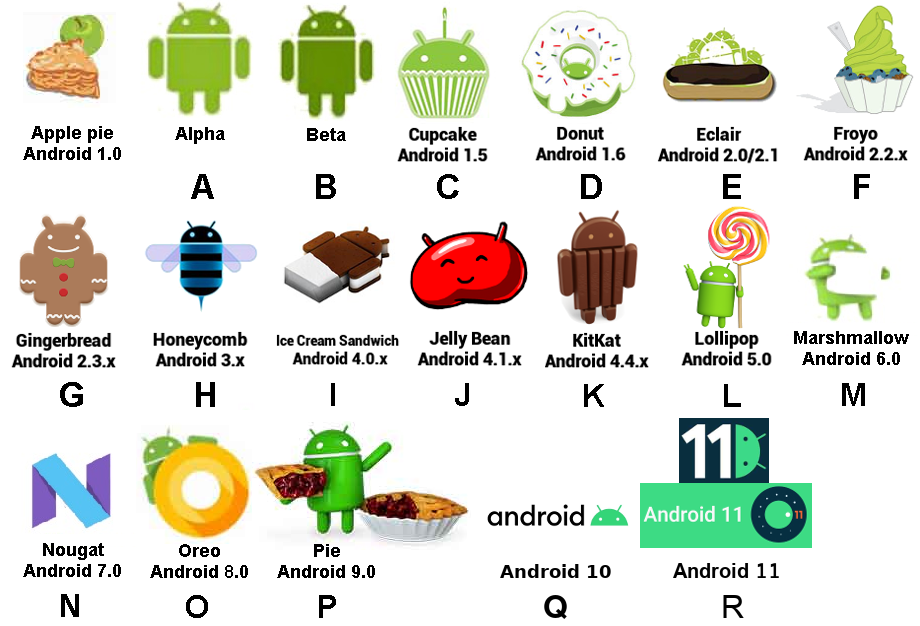 Apple pie
Android 1.0
Alpha
A
Beta
B
Cupcake
Android 1.5
C
Donut
Android 1.6
D
Eclair
Android 2.0/2.1
E
Froyo
Android 2.2.x
F
Gingerbread
Android 2.3.x
G
Honeycomb
Android 3.x
H
Ice Cream Sandwich
Android 4.0.x
I
Jelly Bean
Android 4.1.x
J
KitKat
Android 4.4.x
K
Lollipop
Android 5.0
L
Marshmallow
Android 6.0
M
Nougat
Android 7.0
N
Oreo
Android 8.0
O
Pie
Android 9.0
P
android
Android 10
Q
11
Android 11
11
Android 11
R